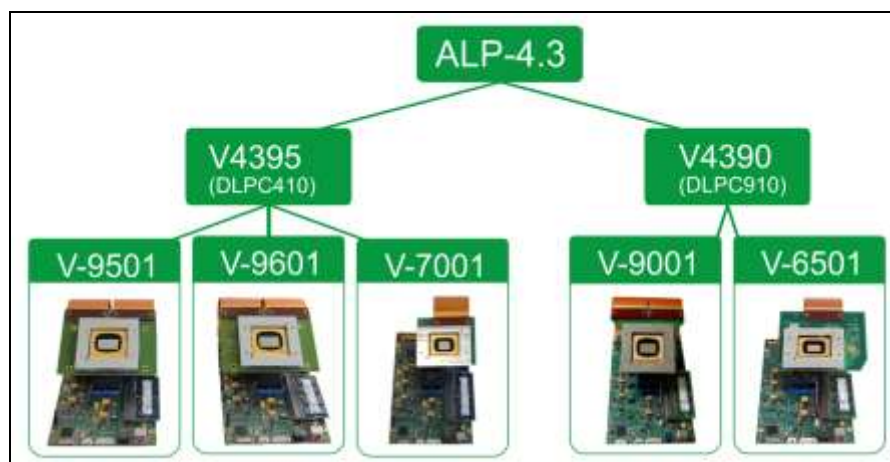 ALP-4.3
V4395
(DLPC410)
V4390
(DLPC910)
V-9501
V-9601
V-7001
V-9001
V-6501